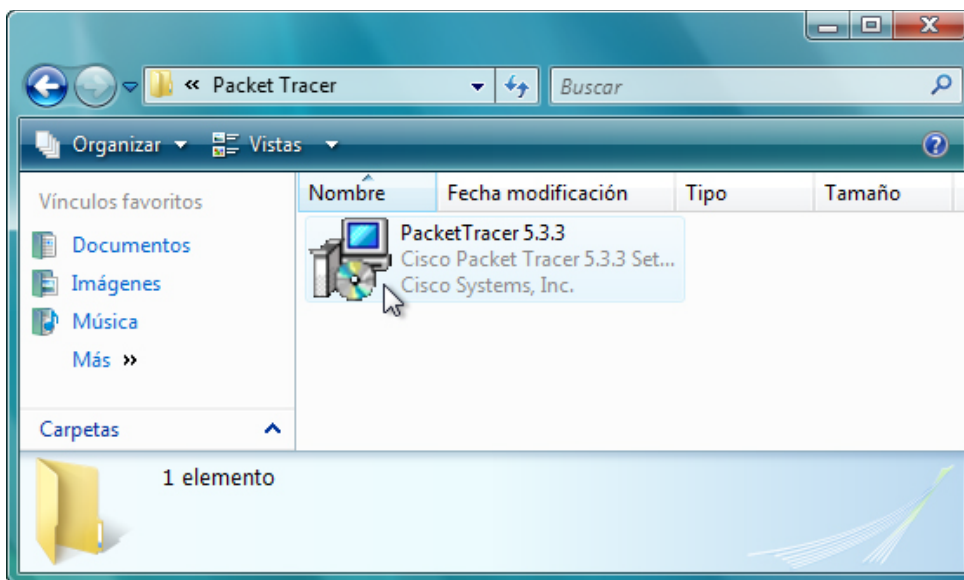 « Packet Tracer
Buscar
Organizar
Vistas
Vínculos favoritos
Documentos
Imágenes
Música
Más »
Carpetas
Nombre
Fecha modificación
Tipo
Tamaño
PacketTracer 5.3.3
Cisco Packet Tracer 5.3.3 Set...
Cisco Systems, Inc.
1 elemento